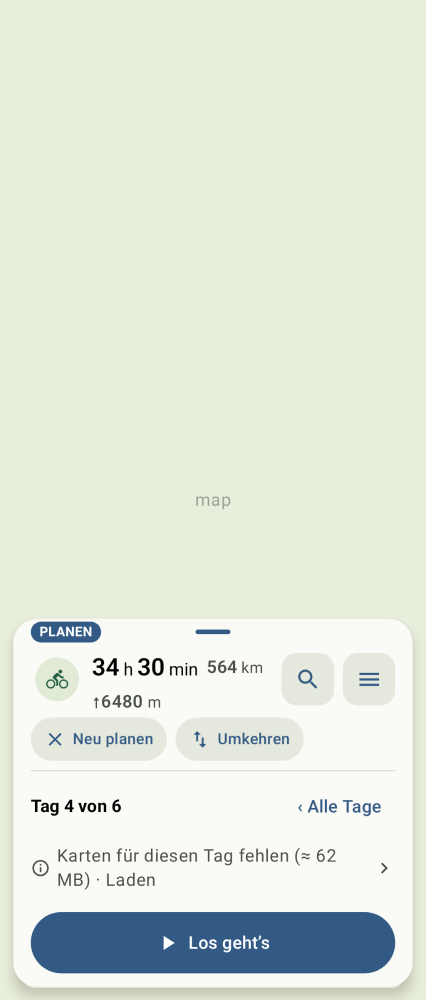 map
PLANEN
34 h 30 min 564 km
↑6480 m
Neu planen Umkehren
Tag 4 von 6 ‹ Alle Tage
Karten für diesen Tag fehlen (≈ 62
MB) · Laden
Los geht’s